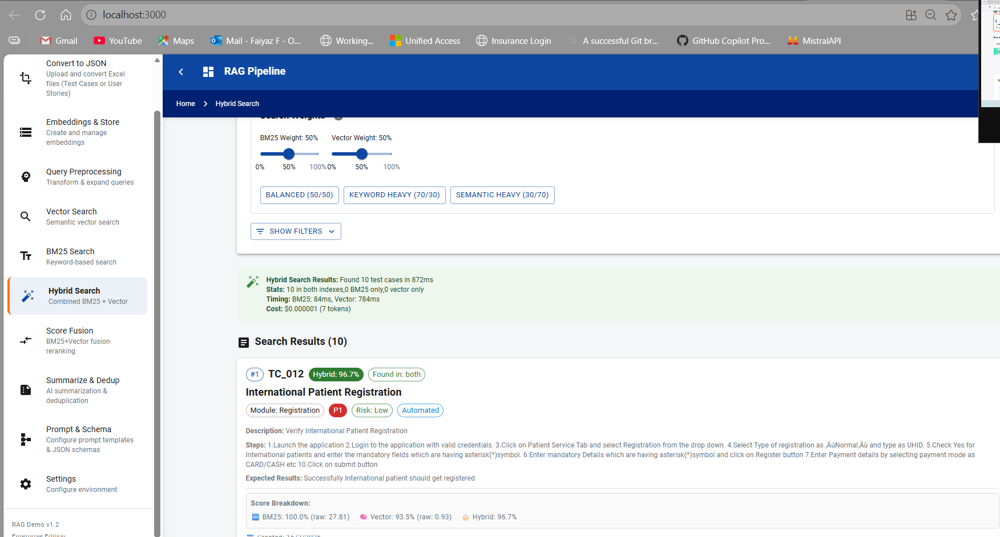 localhost:3000
Gmail
YouTube
Maps
Mail - Faiyaz F - O...
Working...
Unified Access
Insurance Login
A successful Git br...
GitHub Copilot Pro...
MistralAPI
Convert to JSON
Upload and convert Excel
files (Test Cases or User
Stories)
Embeddings & Store
Create and manage
embeddings
Query Preprocessing
Transform & expand queries
Vector Search
Semantic vector search
BM25 Search
Keyword-based search
Hybrid Search
Combined BM25 + Vector
Score Fusion
BM25+Vector fusion
reranking
Summarize & Dedup
AI summarization &
deduplication
Prompt & Schema
Configure prompt templates
& JSON schemas
Settings
Configure environment
RAG Demo v1.2
Enterprise Edition
RAG Pipeline
Home > Hybrid Search
Search Weights
BM25 Weight: 50% Vector Weight: 50%
0% 50% 100% 0% 50% 100%
BALANCED (50/50) KEYWORD HEAVY (70/30) SEMANTIC HEAVY (30/70)
SHOW FILTERS
Hybrid Search Results: Found 10 test cases in 872ms
Stats: 10 in both indexes,0 BM25 only,0 vector only
Timing: BM25: 84ms, Vector: 784ms
Cost: $0.000001 (7 tokens)
Search Results (10)
#1 TC_012 Hybrid: 96.7% Found in: both
International Patient Registration
Module: Registration P1 Risk: Low Automated
Description: Verify International Patient Registration
Steps: 1.Launch the application 2.Login to the application with valid credentials. 3.Click on Patient Service Tab and select Registration from the drop down. 4.Select Type of registration as ‚ÄúNormal‚Äù and type as UHID. 5.Check Yes for
International patients and enter the mandatory fields which are having asterisk(*)symbol. 6.Enter mandatory Details which are having asterisk(*)symbol and click on Register button 7.Enter Payment details by selecting payment mode as
CARD/CASH etc 10.Click on submit button
Expected Results: Successfully International patient should get registered
Score Breakdown:
BM25: 100.0% (raw: 27.81) Vector: 93.5% (raw: 0.93) Hybrid: 96.7%
Created: